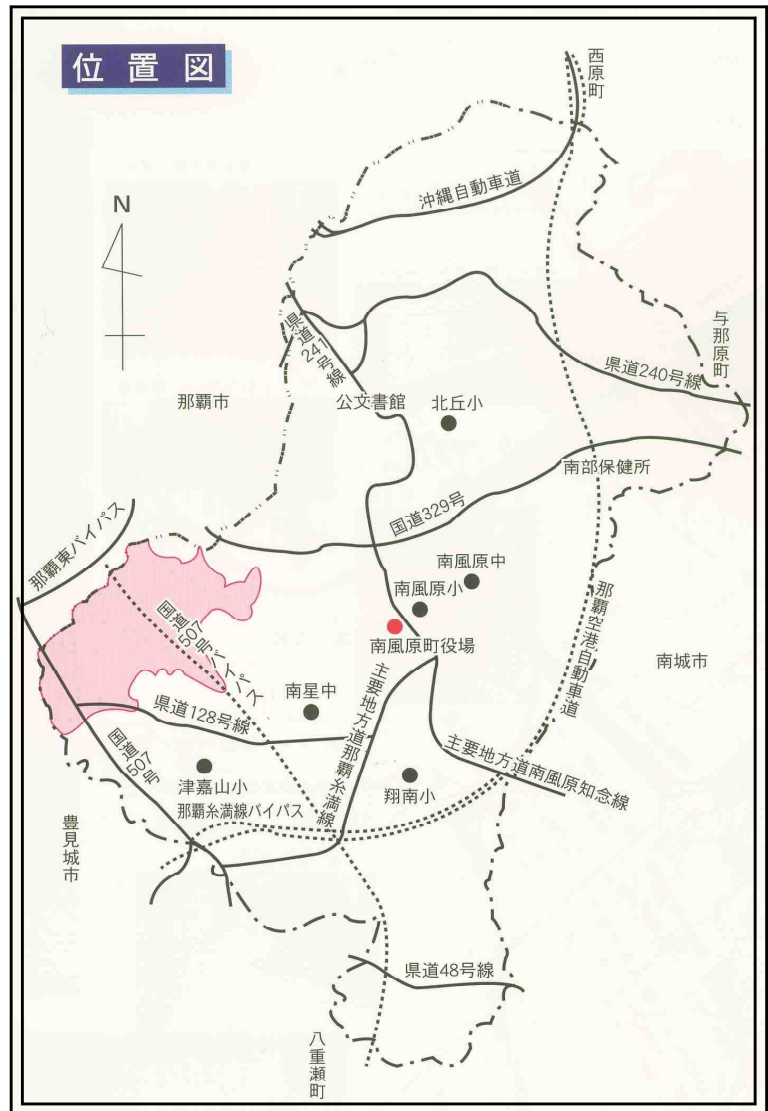 位置図
西原町
沖縄自動車道
N
県道241号線
与那原町
県道240号線
那覇市
公文書館
北丘小
南部保健所
国道329号
那覇東バイパス
南風原中
南風原小
国道507号バイパス
南風原町役場
那覇空港自動車道
南城市
南星中
主要地方道那覇糸満線
県道128号線
国道507号
主要地方道南風原知念線
津嘉山小
翔南小
那覇糸満線バイパス
豊見城市
県道48号線
八重瀬町